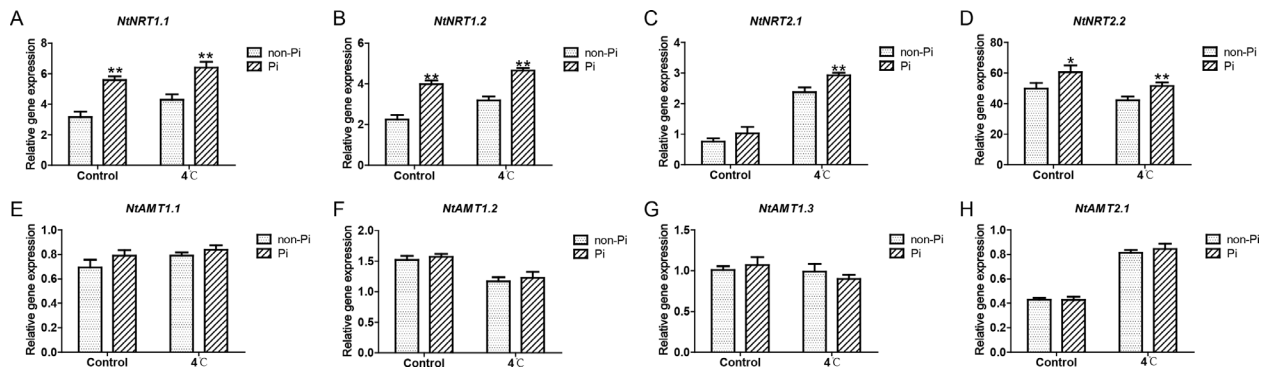 A
NtNRT1.1
Relative gene expression
8
6
4
2
0
**
**
Control
4℃
non-Pi
Pi
B
NtNRT1.2
Relative gene expression
6
4
2
0
**
**
Control
4℃
non-Pi
Pi
C
NtNRT2.1
Relative gene expression
4
3
2
1
0
**
Control
4℃
non-Pi
Pi
D
NtNRT2.2
Relative gene expression
80
60
40
20
0
*
**
Control
4℃
non-Pi
Pi
E
NtAMT1.1
Relative gene expression
1.0
0.8
0.6
0.4
0.2
0.0
Control
4℃
non-Pi
Pi
F
NtAMT1.2
Relative gene expression
2.0
1.5
1.0
0.5
0.0
Control
4℃
non-Pi
Pi
G
NtAMT1.3
Relative gene expression
1.5
1.0
0.5
0.0
Control
4℃
non-Pi
Pi
H
NtAMT2.1
Relative gene expression
1.0
0.8
0.6
0.4
0.2
0.0
Control
4℃
non-Pi
Pi